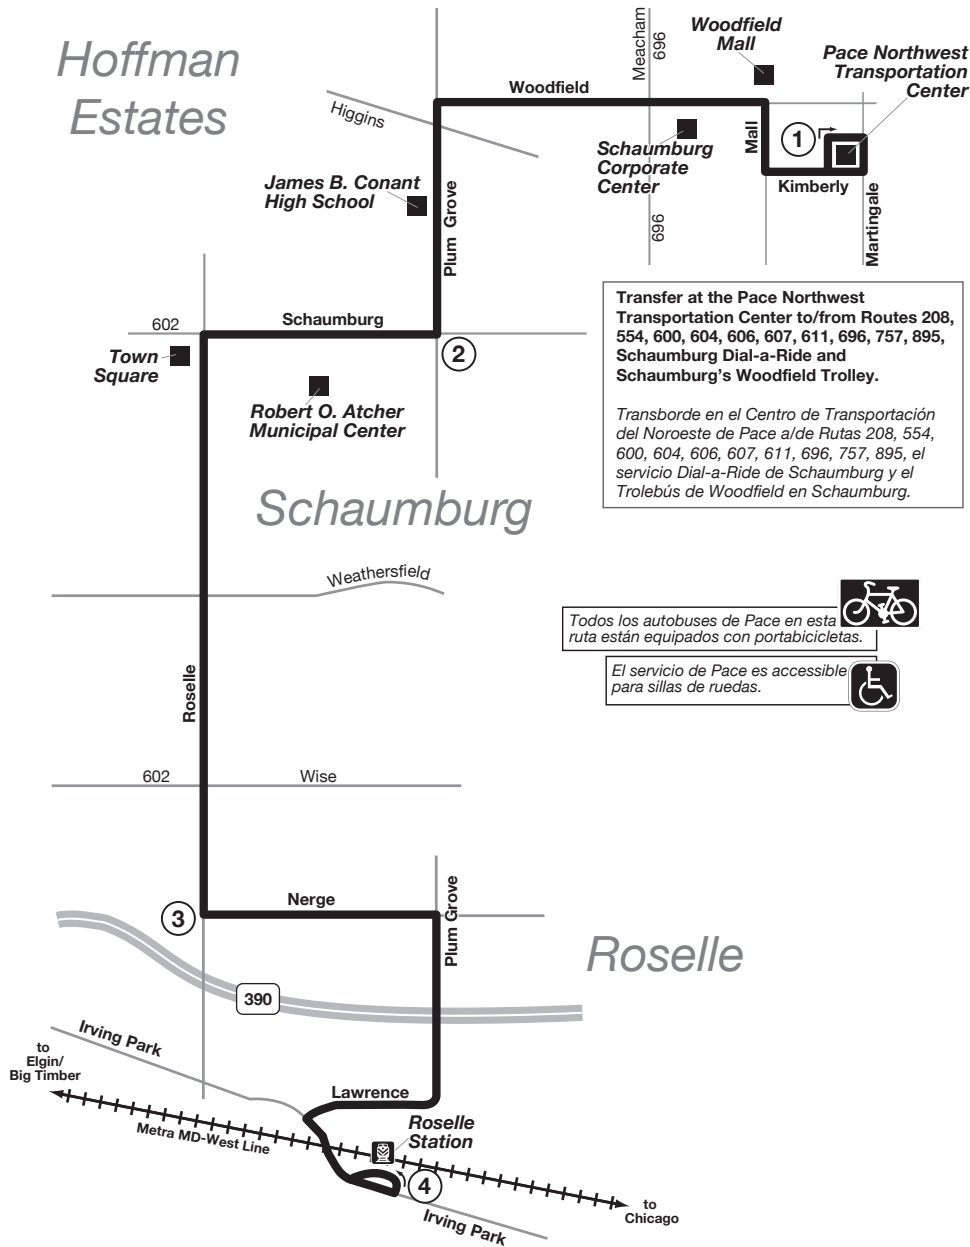 Hoffman
Estates
Higgins
Woodfield
Meacham
696
Woodfield
Mall
Pace Northwest
Transportation
Center
Schaumburg
Corporate
Center
Mall
1
Kimberly
Martingale
696
James B. Conant
High School
Plum Grove
602
Schaumburg
2
Town
Square
Robert O. Atcher
Municipal Center
Transfer at the Pace Northwest
Transportation Center to/from Routes 208,
554, 600, 604, 606, 607, 611, 696, 757, 895,
Schaumburg Dial-a-Ride and
Schaumburg's Woodfield Trolley.
Transborde en el Centro de Transportación
del Noroeste de Pace a/de Rutas 208, 554,
600, 604, 606, 607, 611, 696, 757, 895, el
servicio Dial-a-Ride de Schaumburg y el
Trolebús de Woodfield en Schaumburg.
Schaumburg
Weathersfield
Todos los autobuses de Pace en esta
ruta están equipados con portabicicletas.
El servicio de Pace es accessible
para sillas de ruedas.
Roselle
602
Wise
Nerge
3
Plum Grove
Roselle
390
Irving Park
to
Elgin/
Big Timber
Metra MD-West Line
Lawrence
Roselle
Station
4
Irving Park
to
Chicago